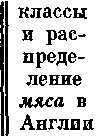 классы
и рас-
преде-
ление
мяса в
Англии